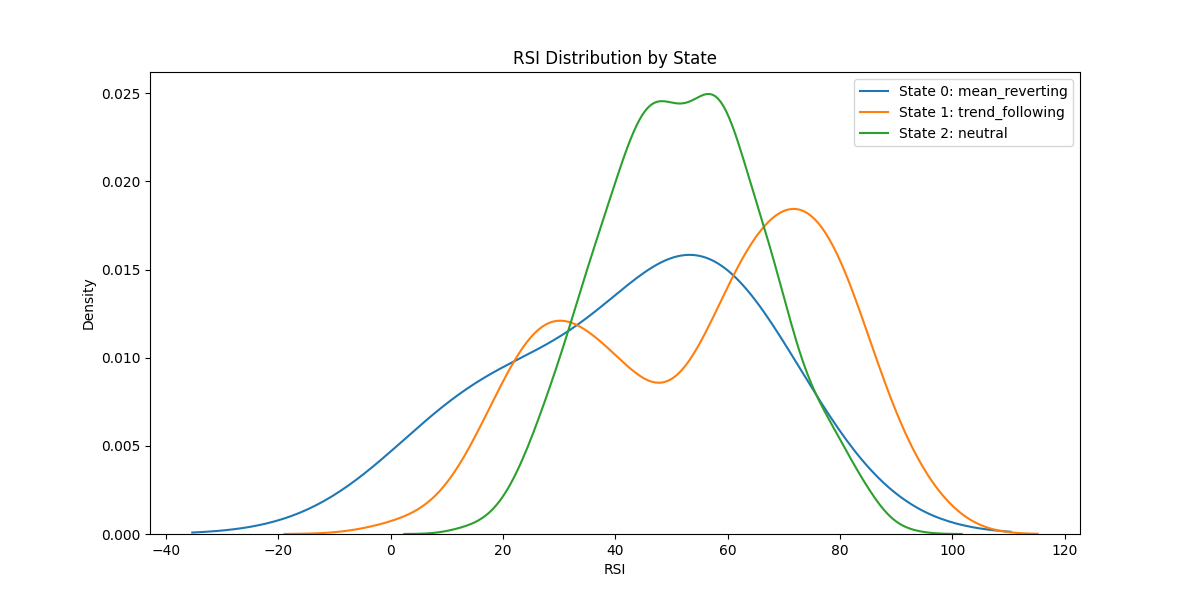 RSI Distribution by State
State 0: mean_reverting
State 1: trend_following
State 2: neutral
Density
0.025
0.020
0.015
0.010
0.005
0.000
−40
−20
0
20
40
60
80
100
120
RSI